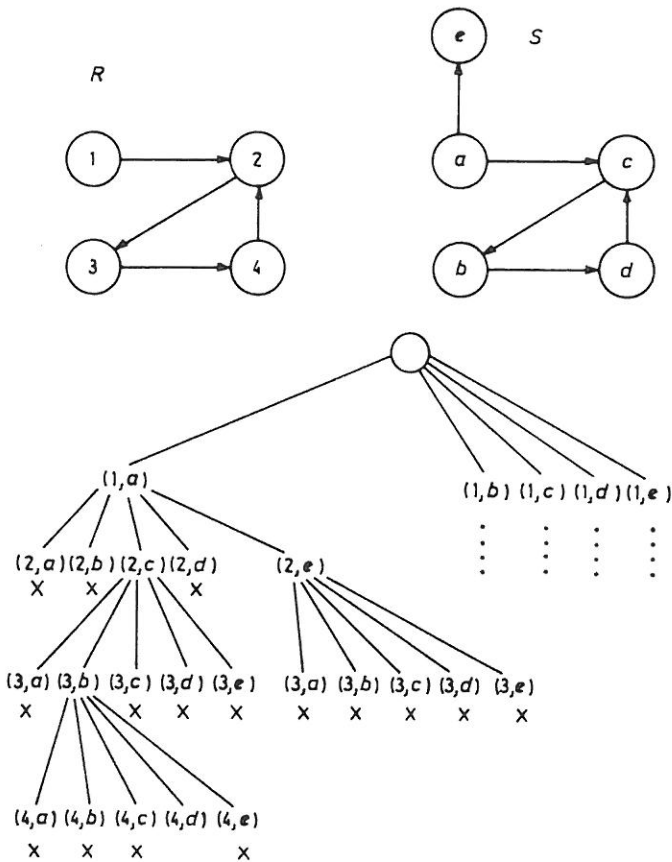 e S
R
1 2 a c
3 4 b d
(1,a) (1,b) (1,c) (1,d) (1,e)
(2,a) (2,b) (2,c) (2,d) (2,e)
x x x
(3,a) (3,b) (3,c) (3,d) (3,e) (3,a) (3,b) (3,c) (3,d) (3,e)
x x x x x x x x x
(4,a) (4,b) (4,c) (4,d) (4,e)
x x x x